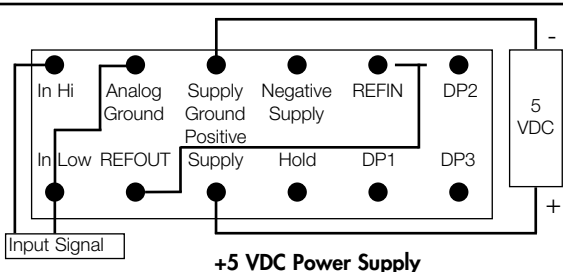 -
In Hi Analog Supply Negative REFIN DP2
Ground Ground Supply
Positive
In Low REFOUT Supply Hold DP1 DP3
5
VDC
+
Input Signal
+5 VDC Power Supply